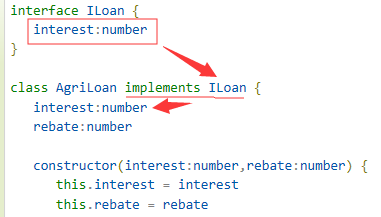 interface ILoan {
interest:number
}
class AgriLoan implements ILoan {
interest:number
rebate:number
constructor(interest:number,rebate:number) {
this.interest = interest
this.rebate = rebate